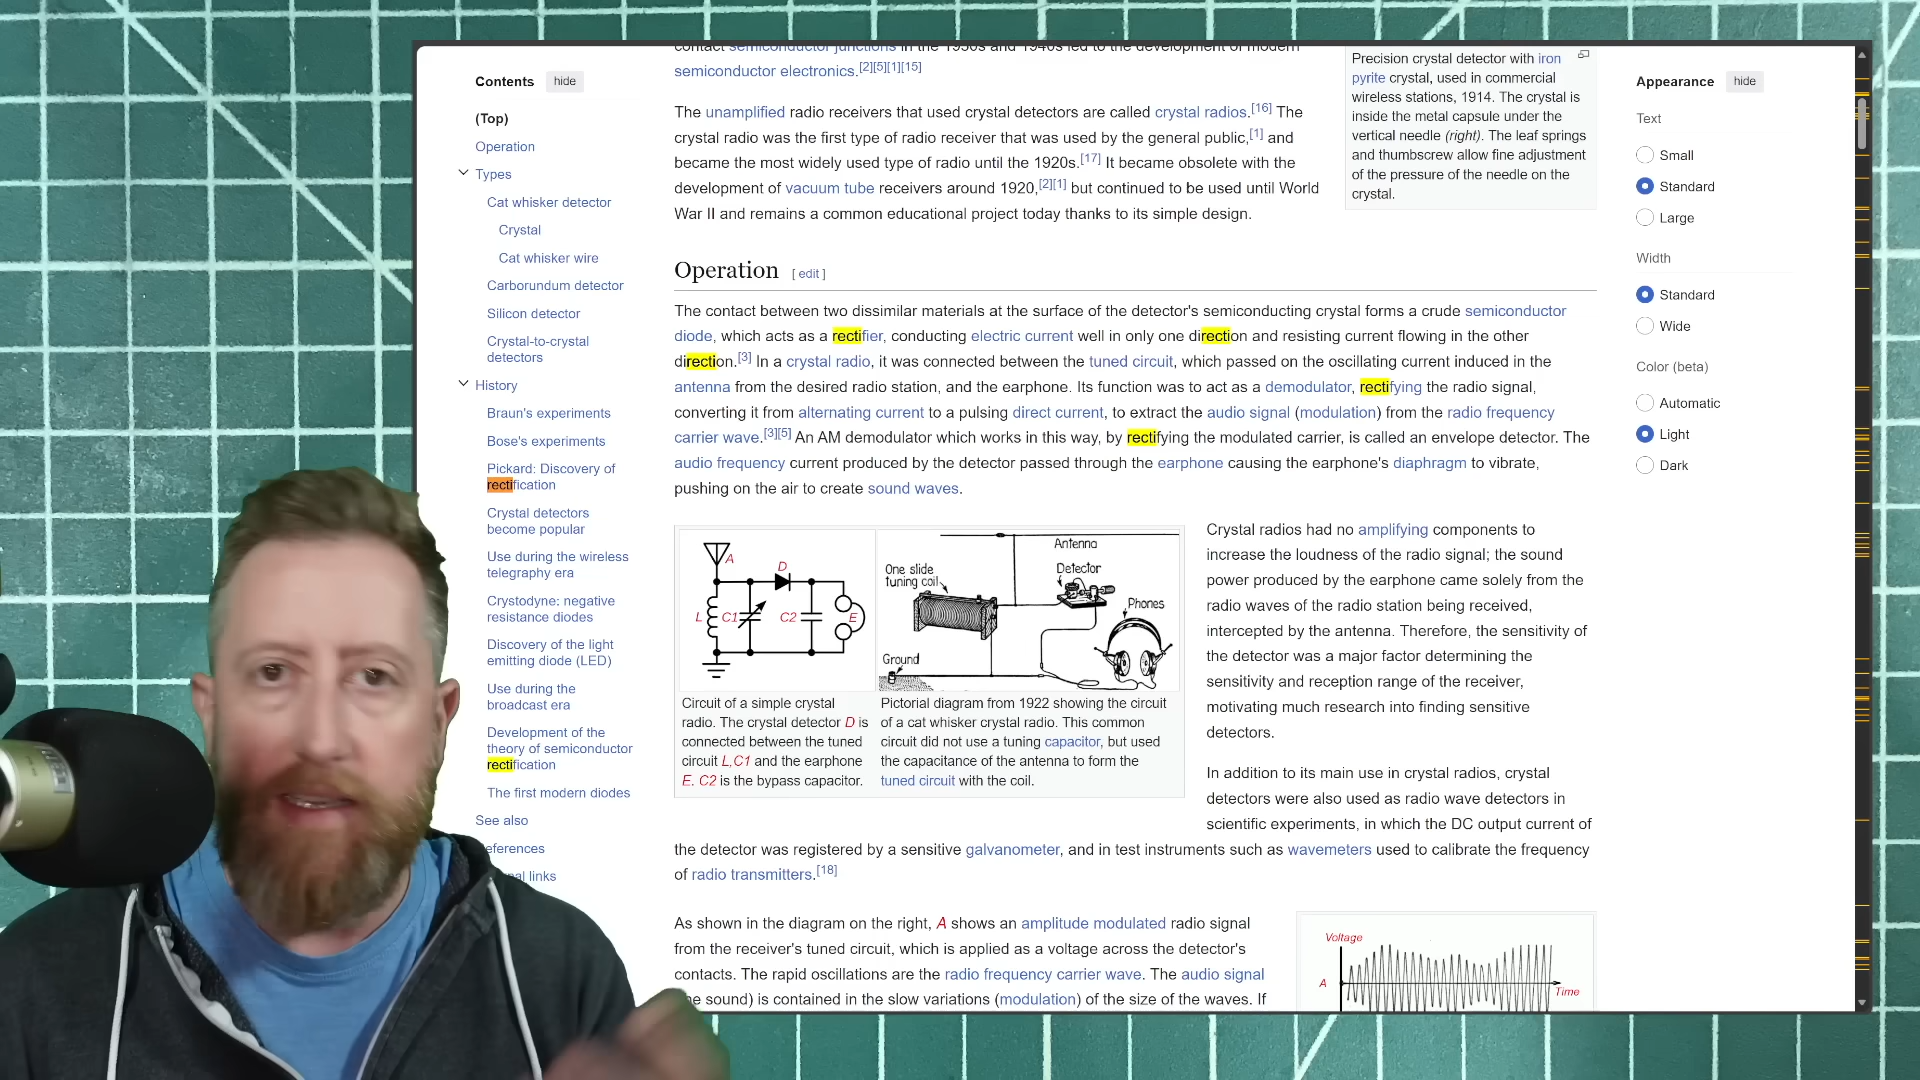 Contents hide
(Top)
Operation
Types
Cat whisker detector
Crystal
Cat whisker wire
Carborundum detector
Silicon detector
Crystal-to-crystal
detectors
History
Braun's experiments
Bose's experiments
Pickard: Discovery of
rectification
Crystal detectors
become popular
Use during the wireless
telegraphy era
Crystodyne: negative
resistance diodes
Discovery of the light
emitting diode (LED)
Use during the
broadcast era
Development of the
theory of semiconductor
rectification
The first modern diodes
See also
eferences
nal links
contact semiconductor junctions in the 1930s and 1940s led to the development of modern
semiconductor electronics.[2][5][1][15]
The unamplified radio receivers that used crystal detectors are called crystal radios.[16] The
crystal radio was the first type of radio receiver that was used by the general public,[1] and
became the most widely used type of radio until the 1920s.[17] It became obsolete with the
development of vacuum tube receivers around 1920,[2][1] but continued to be used until World
War II and remains a common educational project today thanks to its simple design.
Precision crystal detector with iron
pyrite crystal, used in commercial
wireless stations, 1914. The crystal is
inside the metal capsule under the
vertical needle (right). The leaf springs
and thumbscrew allow fine adjustment
of the pressure of the needle on the
crystal.
Operation [ edit ]
The contact between two dissimilar materials at the surface of the detector's semiconducting crystal forms a crude semiconductor
diode, which acts as a rectifier, conducting electric current well in only one direction and resisting current flowing in the other
direction.[3] In a crystal radio, it was connected between the tuned circuit, which passed on the oscillating current induced in the
antenna from the desired radio station, and the earphone. Its function was to act as a demodulator, rectifying the radio signal,
converting it from alternating current to a pulsing direct current, to extract the audio signal (modulation) from the radio frequency
carrier wave.[3][5] An AM demodulator which works in this way, by rectifying the modulated carrier, is called an envelope detector. The
audio frequency current produced by the detector passed through the earphone causing the earphone's diaphragm to vibrate,
pushing on the air to create sound waves.
A
D
L C1 C2 E
Circuit of a simple crystal
radio. The crystal detector D is
connected between the tuned
circuit L,C1 and the earphone
E. C2 is the bypass capacitor.
Antenna
One slide
tuning coil
Detector
Phones
Ground
Pictorial diagram from 1922 showing the circuit
of a cat whisker crystal radio. This common
circuit did not use a tuning capacitor, but used
the capacitance of the antenna to form the
tuned circuit with the coil.
Crystal radios had no amplifying components to
increase the loudness of the radio signal; the sound
power produced by the earphone came solely from the
radio waves of the radio station being received,
intercepted by the antenna. Therefore, the sensitivity of
the detector was a major factor determining the
sensitivity and reception range of the receiver,
motivating much research into finding sensitive
detectors.
In addition to its main use in crystal radios, crystal
detectors were also used as radio wave detectors in
scientific experiments, in which the DC output current of
the detector was registered by a sensitive galvanometer, and in test instruments such as wavemeters used to calibrate the frequency
of radio transmitters.[18]
As shown in the diagram on the right, A shows an amplitude modulated radio signal
from the receiver's tuned circuit, which is applied as a voltage across the detector's
contacts. The rapid oscillations are the radio frequency carrier wave. The audio signal
he sound) is contained in the slow variations (modulation) of the size of the waves. If
Voltage
A
Time
Appearance hide
Text
Small
Standard
Large
Width
Standard
Wide
Color (beta)
Automatic
Light
Dark